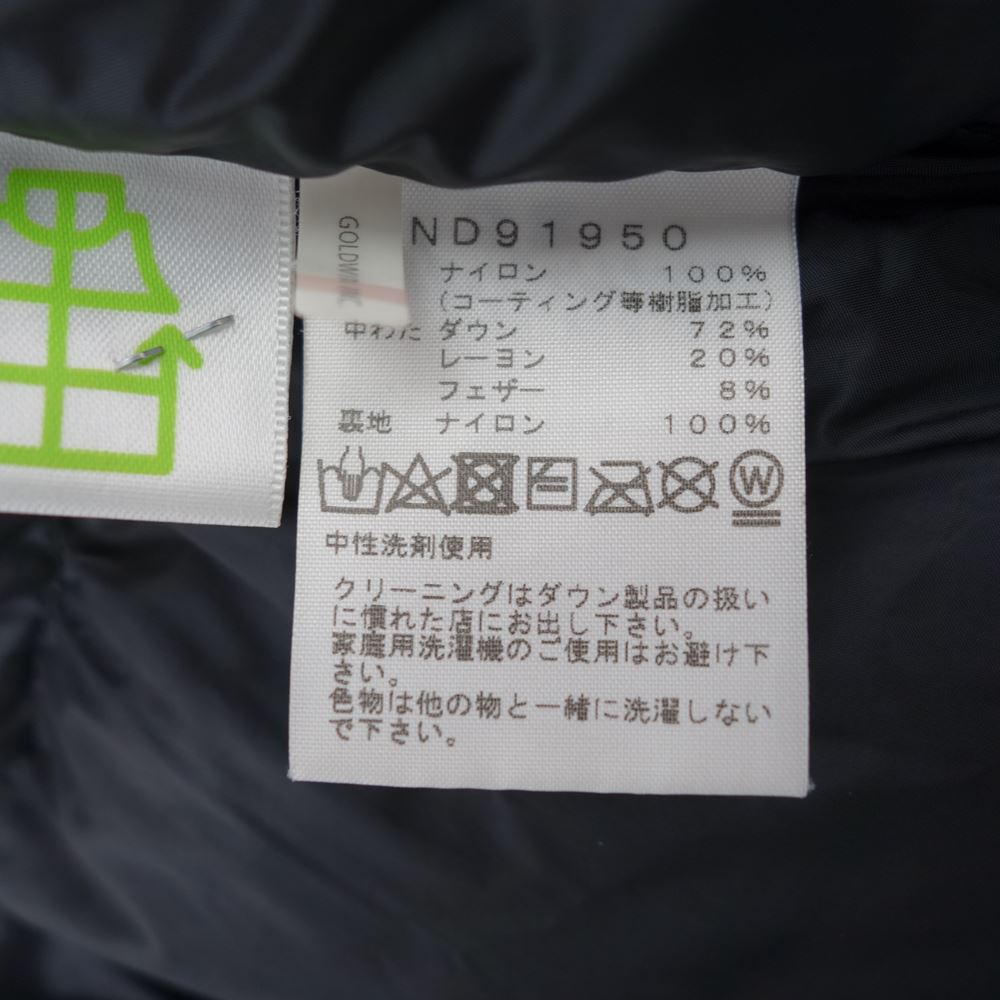 GOLDWIN
ND91950
ナイロン 100%
(コーティング等樹脂加工)
中わた ダウン 72%
レーヨン 20%
フェザー 8%
裏地 ナイロン 100%
W
中性洗剤使用
クリーニングはダウン製品の扱い
に慣れた店にお出し下さい。
家庭用洗濯機のご使用はお避け下
さい。
色物は他の物と一緒に洗濯しない
で下さい。